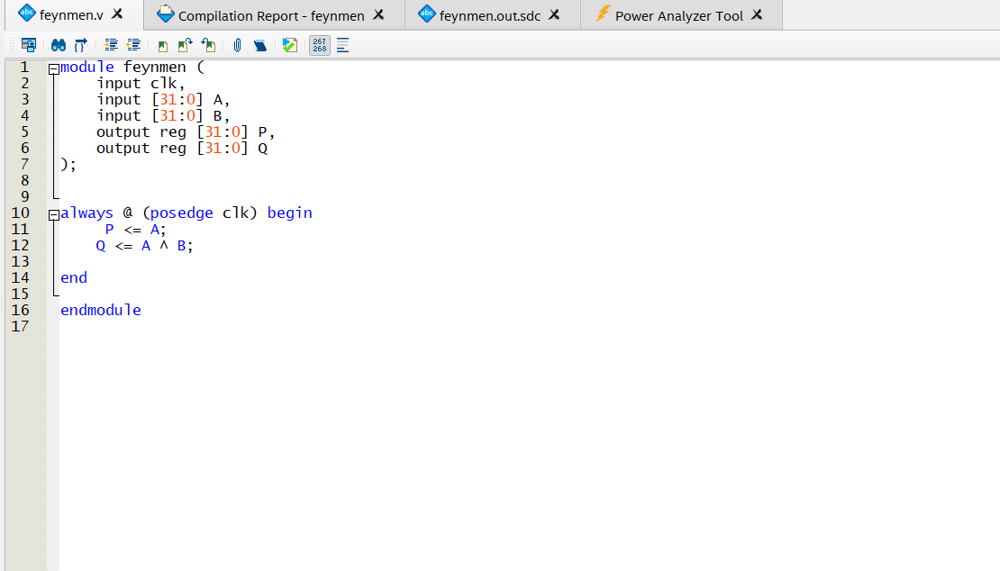 feynmen.v Compilation Report - feynmen feynmen.out.sdc Power Analyzer Tool
267
268
1 module feynmen (
2 input clk,
3 input [31:0] A,
4 input [31:0] B,
5 output reg [31:0] P,
6 output reg [31:0] Q
7 );
8
9
10 always @ (posedge clk) begin
11 P <= A;
12 Q <= A ^ B;
13
14 end
15
16 endmodule
17